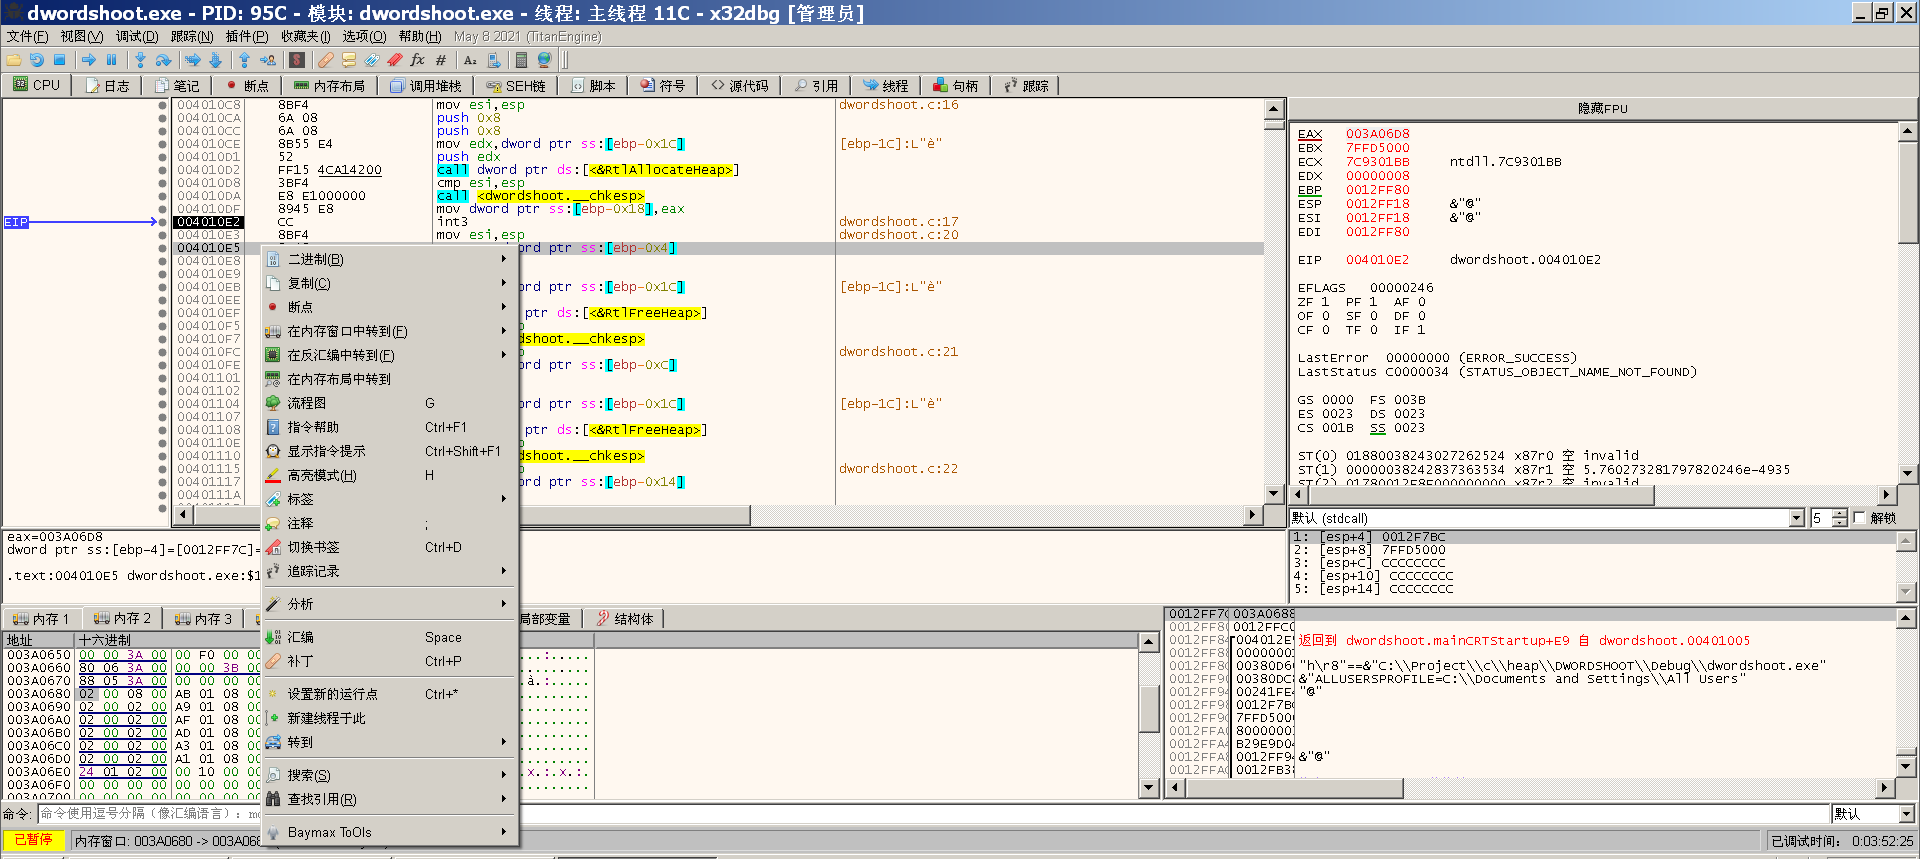 dwordshoot.exe - PID: 95C - 模块: dwordshoot.exe - 线程: 主线程 11C - x32dbg [管理员]
文件(F) 视图(V) 调试(D) 跟踪(N) 插件(P) 收藏夹(I) 选项(O) 帮助(H) May 8 2021 (TitanEngine)
CPU 日志 笔记 断点 内存布局 调用堆栈 SEH链 脚本 符号 源代码 引用 线程 句柄 跟踪
004010C8 8BF4 mov esi,esp dwordshoot.c:16
004010CA 6A 08 push 0x8
004010CC 6A 08 push 0x8
004010CE 8B55 E4 mov edx,dword ptr ss:[ebp-0x1C] [ebp-1C]:L"è"
004010D1 52 push edx
004010D2 FF15 4CA14200 call dword ptr ds:[<&RtlAllocateHeap>]
004010D8 3BF4 cmp esi,esp
004010DA E8 E1000000 call <dwordshoot.__chkesp>
004010DF 8945 E8 mov dword ptr ss:[ebp-0x18],eax
EIP 004010E2 CC int3 dwordshoot.c:17
004010E3 8BF4 mov esi,esp dwordshoot.c:20
004010E5 ord ptr ss:[ebp-0x4]
004010E8
004010E9
004010EB ord ptr ss:[ebp-0x1C] [ebp-1C]:L"è"
004010EE
004010EF ptr ds:[<&RtlFreeHeap>]
004010F5
004010F7 shoot.__chkesp>
004010FC dwordshoot.c:21
004010FE ord ptr ss:[ebp-0xC]
00401101
00401102
00401104 ord ptr ss:[ebp-0x1C] [ebp-1C]:L"è"
00401107
00401108 ptr ds:[<&RtlFreeHeap>]
0040110E
00401110 shoot.__chkesp>
00401115 dwordshoot.c:22
00401117 ord ptr ss:[ebp-0x14]
0040111A
二进制(B)
复制(C)
断点
在内存窗口中转到(F)
在反汇编中转到(F)
在内存布局中转到
流程图 G
指令帮助 Ctrl+F1
显示指令提示 Ctrl+Shift+F1
高亮模式(H) H
标签
注释 ;
切换书签 Ctrl+D
追踪记录
分析
汇编 Space
补丁 Ctrl+P
设置新的运行点 Ctrl+*
新建线程于此
转到
搜索(S)
查找引用(R)
Baymax ToOls
隐藏FPU
EAX 003A06D8
EBX 7FFD5000
ECX 7C9301BB ntdll.7C9301BB
EDX 00000008
EBP 0012FF80
ESP 0012FF18 &"@"
ESI 0012FF18 &"@"
EDI 0012FF80
EIP 004010E2 dwordshoot.004010E2
EFLAGS 00000246
ZF 1 PF 1 AF 0
OF 0 SF 0 DF 0
CF 0 TF 0 IF 1
LastError 00000000 (ERROR_SUCCESS)
LastStatus C0000034 (STATUS_OBJECT_NAME_NOT_FOUND)
GS 0000 FS 003B
ES 0023 DS 0023
CS 001B SS 0023
ST(0) 01880038243027262524 x87r0 空 invalid
ST(1) 00000038242837363534 x87r1 空 5.760273281797820246e-4935
ST(2) 01780012E8F000000000 x87r2 空 invalid
默认 (stdcall) 5 解锁
1: [esp+4] 0012F7BC
2: [esp+8] 7FFD5000
3: [esp+C] CCCCCCCC
4: [esp+10] CCCCCCCC
5: [esp+14] CCCCCCCC
eax=003A06D8
dword ptr ss:[ebp-4]=[0012FF7C]=
.text:004010E5 dwordshoot.exe:$1
内存 1 内存 2 内存 3 局部变量 结构体
地址 十六进制
003A0650 00 00 3A 00 00 F0 00 00
003A0660 80 06 3A 00 00 00 3B 00
003A0670 88 05 3A 00 00 00 00 00
003A0680 02 00 08 00 AB 01 08
003A0690 02 00 02 00 A9 01 08
003A06A0 02 00 02 00 AF 01 08
003A06B0 02 00 02 00 AD 01 08
003A06C0 02 00 02 00 A3 01 08
003A06D0 02 00 02 00 A1 01 08
003A06E0 24 01 02 00 00 10 00 00
003A06F0 00 00 00 00 00 00 00 00
003A0700 00 00 00 00 00 00 00 00
0012FF7C 003A0688
0012FF80 0012FFC0
0012FF84 004012E9 返回到 dwordshoot.mainCRTStartup+E9 自 dwordshoot.00401005
0012FF88 00000001
0012FF8C 00380D60 "h\r8"==&"C:\\Project\\c\\heap\\DWORDSHOOT\\Debug\\dwordshoot.exe"
0012FF90 00380DC8 &"ALLUSERSPROFILE=C:\\Documents and Settings\\All Users"
0012FF94 00241FE4 "@"
0012FF98 0012F7BC
0012FF9C 7FFD5000
0012FFA0 80000001
0012FFA4 B29E9D04
0012FFA8 0012FF94 &"@"
0012FFAC 0012FB38
命令: 命令使用逗号分隔（像汇编语言）: mo 默认
已暂停 内存窗口: 003A0680 -> 003A068 已调试时间: 0:03:52:25